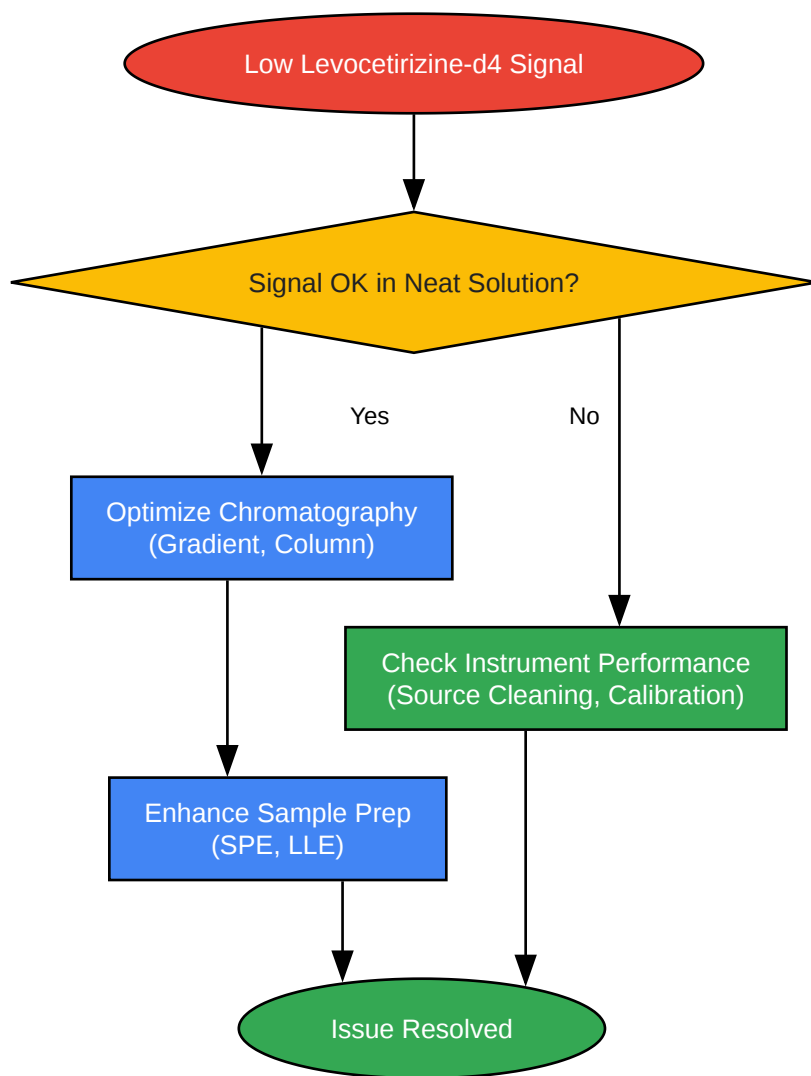 Low Levocetirizine-d4 Signal
Signal OK in Neat Solution?
Yes
No
Optimize Chromatography
(Gradient, Column)
Check Instrument Performance
(Source Cleaning, Calibration)
Enhance Sample Prep
(SPE, LLE)
Issue Resolved